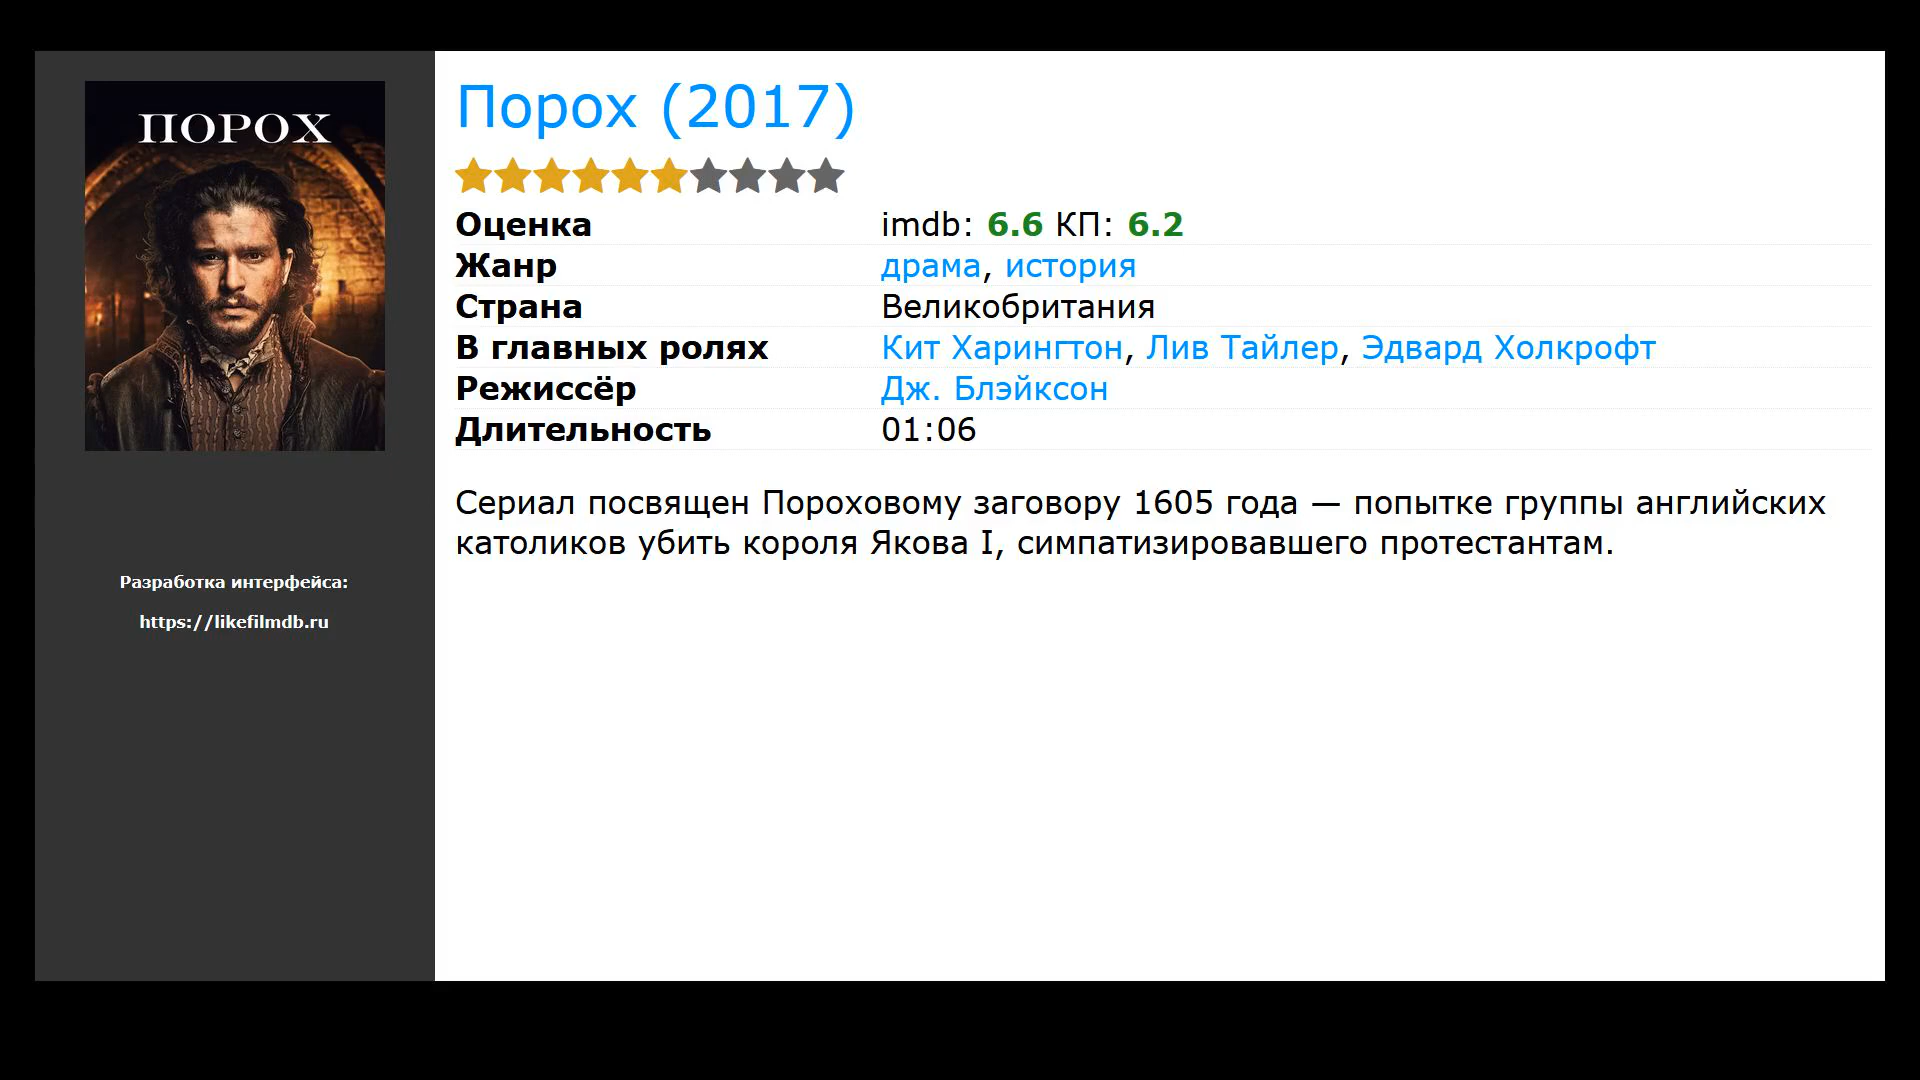 ПОРОХ
Разработка интерфейса:
https://likefilmdb.ru
Порох (2017)
Оценка imdb: 6.6 КП: 6.2
Жанр драма, история
Страна Великобритания
В главных ролях Кит Харингтон, Лив Тайлер, Эдвард Холкрофт
Режиссёр Дж. Блэйксон
Длительность 01:06
Сериал посвящен Пороховому заговору 1605 года — попытке группы английских
католиков убить короля Якова I, симпатизировавшего протестантам.